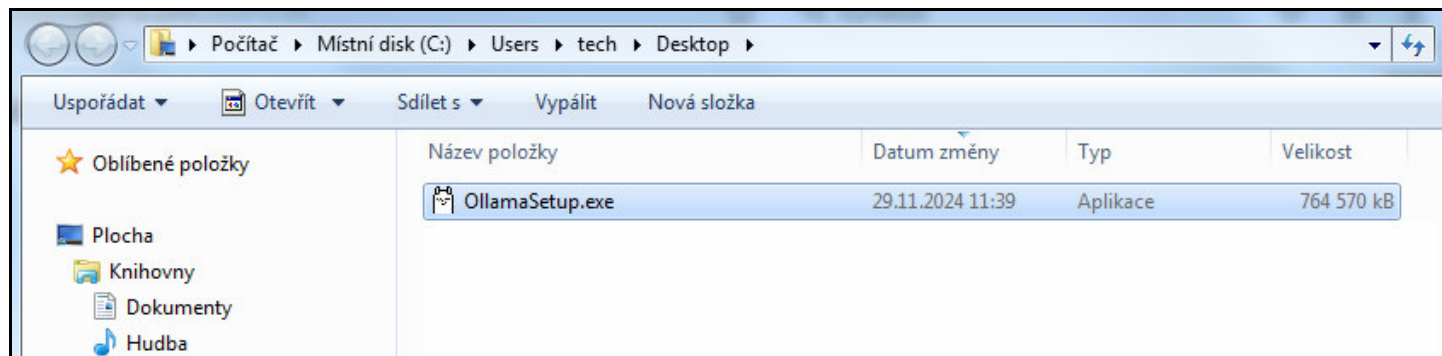 Počítač ▸ Místní disk (C:) ▸ Users ▸ tech ▸ Desktop ▸
Uspořádat Otevřít Sdílet s Vypálit Nová složka
Oblíbené položky
Plocha
Knihovny
Dokumenty
Hudba
Název položky Datum změny Typ Velikost
OllamaSetup.exe 29.11.2024 11:39 Aplikace 764 570 kB